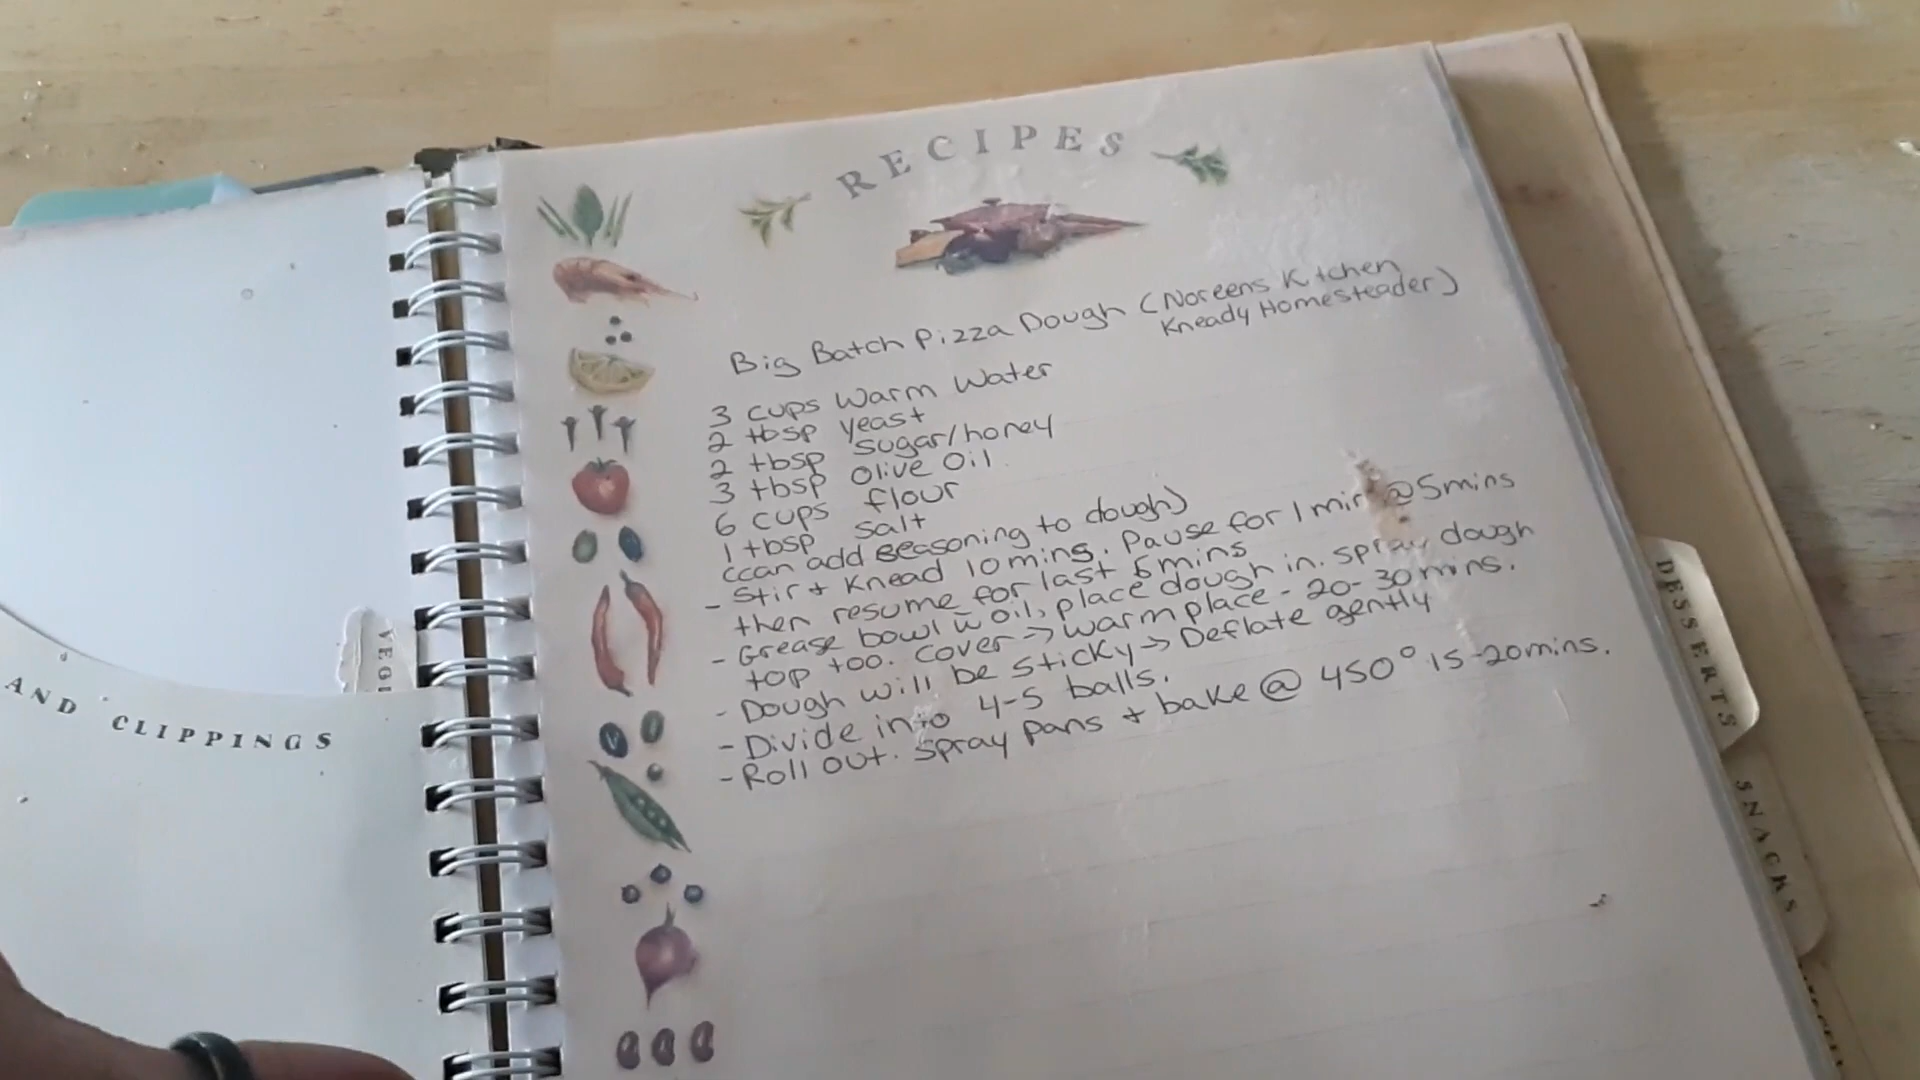 RECIPES
Big Batch Pizza Dough (Noreens Kitchen
Kneady Homesteader)
3 cups Warm Water
2 tbsp yeast
2 tbsp sugar/honey
3 tbsp Olive Oil
6 cups flour
1 tbsp salt
(can add seasoning to dough)
- Stir + Knead 10 mins. Pause for 1 min @ 5 mins
then resume for last 5 mins
- Grease bowl w oil, place dough in. spray dough
top too. Cover → warm place - 20-30 mins.
- Dough will be sticky → Deflate gently
- Divide into 4-5 balls.
- Roll out. Spray pans + bake @ 450° 15-20 mins.
AND CLIPPINGS
VEGI
DESSERTS
SNACKS